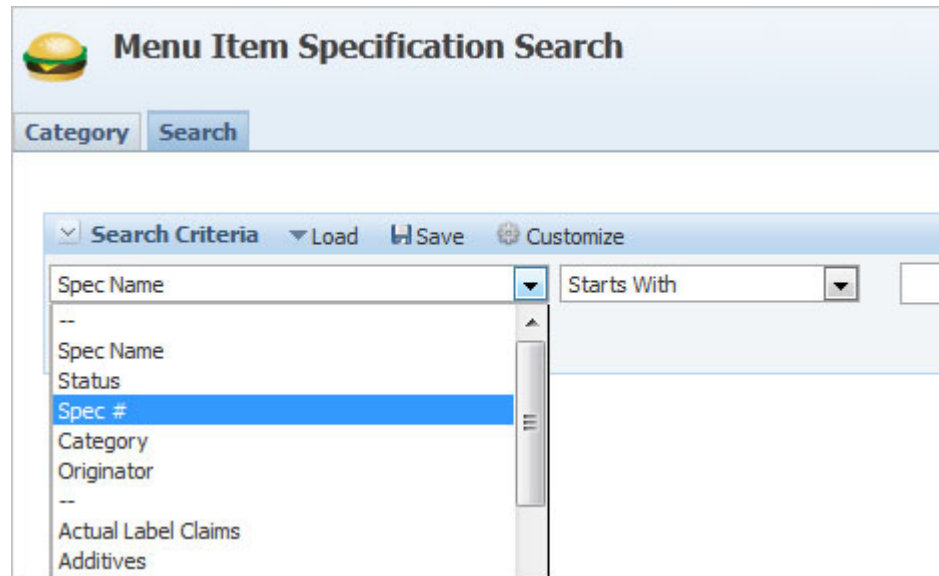 Menu Item Specification Search
Category Search
Search Criteria Load Save Customize
Spec Name Starts With
--
Spec Name
Status
Spec #
Category
Originator
--
Actual Label Claims
Additives